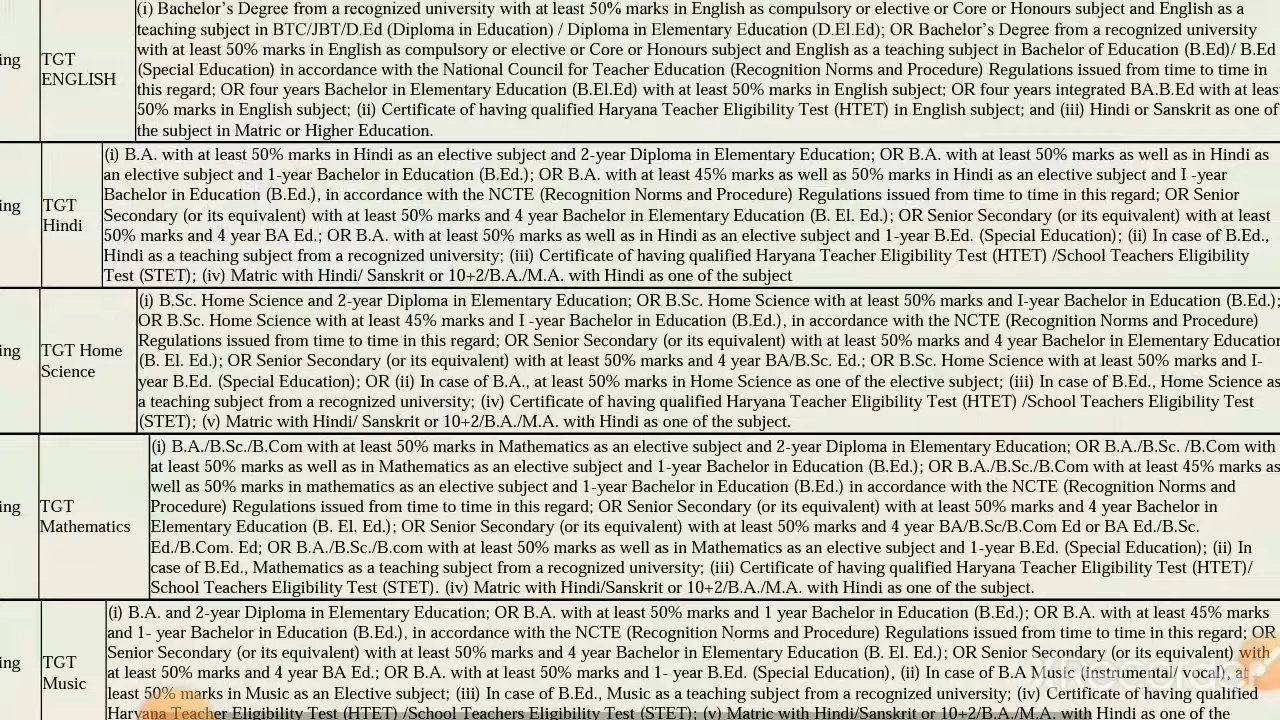 (i) Bachelor's Degree from a recognized university with at least 50% marks in English as compulsory or elective or Core or Honours subject and English as a
teaching subject in BTC/JBT/D.Ed (Diploma in Education) / Diploma in Elementary Education (D.El.Ed); OR Bachelor's Degree from a recognized university
ing TGT with at least 50% marks in English as compulsory or elective or Core or Honours subject and English as a teaching subject in Bachelor of Education (B.Ed)/ B.Ed
ENGLISH (Special Education) in accordance with the National Council for Teacher Education (Recognition Norms and Procedure) Regulations issued from time to time in
this regard; OR four years Bachelor in Elementary Education (B.El.Ed) with at least 50% marks in English subject; OR four years integrated BA.B.Ed with at leas
50% marks in English subject; (ii) Certificate of having qualified Haryana Teacher Eligibility Test (HTET) in English subject; and (iii) Hindi or Sanskrit as one of
the subject in Matric or Higher Education.
(i) B.A. with at least 50% marks in Hindi as an elective subject and 2-year Diploma in Elementary Education; OR B.A. with at least 50% marks as well as in Hindi as
an elective subject and 1-year Bachelor in Education (B.Ed.); OR B.A. with at least 45% marks as well as 50% marks in Hindi as an elective subject and I -year
Bachelor in Education (B.Ed.), in accordance with the NCTE (Recognition Norms and Procedure) Regulations issued from time to time in this regard; OR Senior
ing TGT Secondary (or its equivalent) with at least 50% marks and 4 year Bachelor in Elementary Education (B. El. Ed.); OR Senior Secondary (or its equivalent) with at least
Hindi 50% marks and 4 year BA Ed.; OR B.A. with at least 50% marks as well as in Hindi as an elective subject and 1-year B.Ed. (Special Education); (ii) In case of B.Ed.,
Hindi as a teaching subject from a recognized university; (iii) Certificate of having qualified Haryana Teacher Eligibility Test (HTET) /School Teachers Eligibility
Test (STET); (iv) Matric with Hindi/ Sanskrit or 10+2/B.A./M.A. with Hindi as one of the subject
(i) B.Sc. Home Science and 2-year Diploma in Elementary Education; OR B.Sc. Home Science with at least 50% marks and I-year Bachelor in Education (B.Ed.);
OR B.Sc. Home Science with at least 45% marks and I -year Bachelor in Education (B.Ed.), in accordance with the NCTE (Recognition Norms and Procedure)
Regulations issued from time to time in this regard; OR Senior Secondary (or its equivalent) with at least 50% marks and 4 year Bachelor in Elementary Education
ing TGT Home (B. El. Ed.); OR Senior Secondary (or its equivalent) with at least 50% marks and 4 year BA/B.Sc. Ed.; OR B.Sc. Home Science with at least 50% marks and I-
Science year B.Ed. (Special Education); OR (ii) In case of B.A., at least 50% marks in Home Science as one of the elective subject; (iii) In case of B.Ed., Home Science as
a teaching subject from a recognized university; (iv) Certificate of having qualified Haryana Teacher Eligibility Test (HTET) /School Teachers Eligibility Test
(STET); (v) Matric with Hindi/ Sanskrit or 10+2/B.A./M.A. with Hindi as one of the subject.
(i) B.A./B.Sc./B.Com with at least 50% marks in Mathematics as an elective subject and 2-year Diploma in Elementary Education; OR B.A./B.Sc. /B.Com with
at least 50% marks as well as in Mathematics as an elective subject and 1-year Bachelor in Education (B.Ed.); OR B.A./B.Sc./B.Com with at least 45% marks as
well as 50% marks in mathematics as an elective subject and 1-year Bachelor in Education (B.Ed.) in accordance with the NCTE (Recognition Norms and
ing TGT Procedure) Regulations issued from time to time in this regard; OR Senior Secondary (or its equivalent) with at least 50% marks and 4 year Bachelor in
Mathematics Elementary Education (B. El. Ed.); OR Senior Secondary (or its equivalent) with at least 50% marks and 4 year BA/B.Sc/B.Com Ed or BA Ed./B.Sc.
Ed./B.Com. Ed; OR B.A./B.Sc./B.com with at least 50% marks as well as in Mathematics as an elective subject and 1-year B.Ed. (Special Education); (ii) In
case of B.Ed., Mathematics as a teaching subject from a recognized university; (iii) Certificate of having qualified Haryana Teacher Eligibility Test (HTET)/
School Teachers Eligibility Test (STET). (iv) Matric with Hindi/Sanskrit or 10+2/B.A./M.A. with Hindi as one of the subject.
(i) B.A. and 2-year Diploma in Elementary Education; OR B.A. with at least 50% marks and 1 year Bachelor in Education (B.Ed.); OR B.A. with at least 45% marks
and 1- year Bachelor in Education (B.Ed.), in accordance with the NCTE (Recognition Norms and Procedure) Regulations issued from time to time in this regard; OR
Senior Secondary (or its equivalent) with at least 50% marks and 4 year Bachelor in Elementary Education (B. El. Ed.); OR Senior Secondary (or its equivalent) with
ing TGT at least 50% marks and 4 year BA Ed.; OR B.A. with at least 50% marks and 1- year B.Ed. (Special Education), (ii) In case of B.A Music (instrumental/ vocal), at
Music least 50% marks in Music as an Elective subject; (iii) In case of B.Ed., Music as a teaching subject from a recognized university; (iv) Certificate of having qualified
Haryana Teacher Eligibility Test (HTET) /School Teachers Eligibility Test (STET); (v) Matric with Hindi/Sanskrit or 10+2/B.A./M.A. with Hindi as one of the
XRecorder